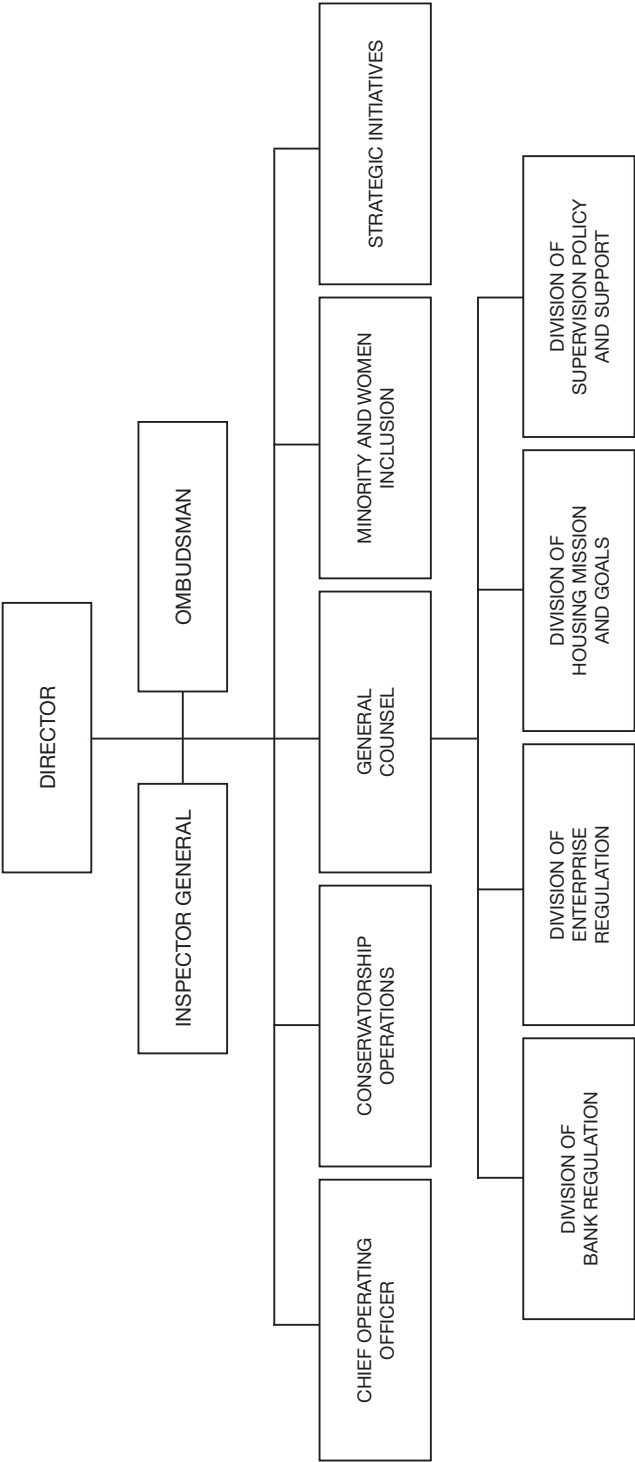 DIRECTOR
INSPECTOR GENERAL
OMBUDSMAN
CHIEF OPERATING
OFFICER
CONSERVATORSHIP
OPERATIONS
GENERAL
COUNSEL
MINORITY AND WOMEN
INCLUSION
STRATEGIC INITIATIVES
DIVISION OF
BANK REGULATION
DIVISION OF
ENTERPRISE
REGULATION
DIVISION OF
HOUSING MISSION
AND GOALS
DIVISION OF
SUPERVISION POLICY
AND SUPPORT